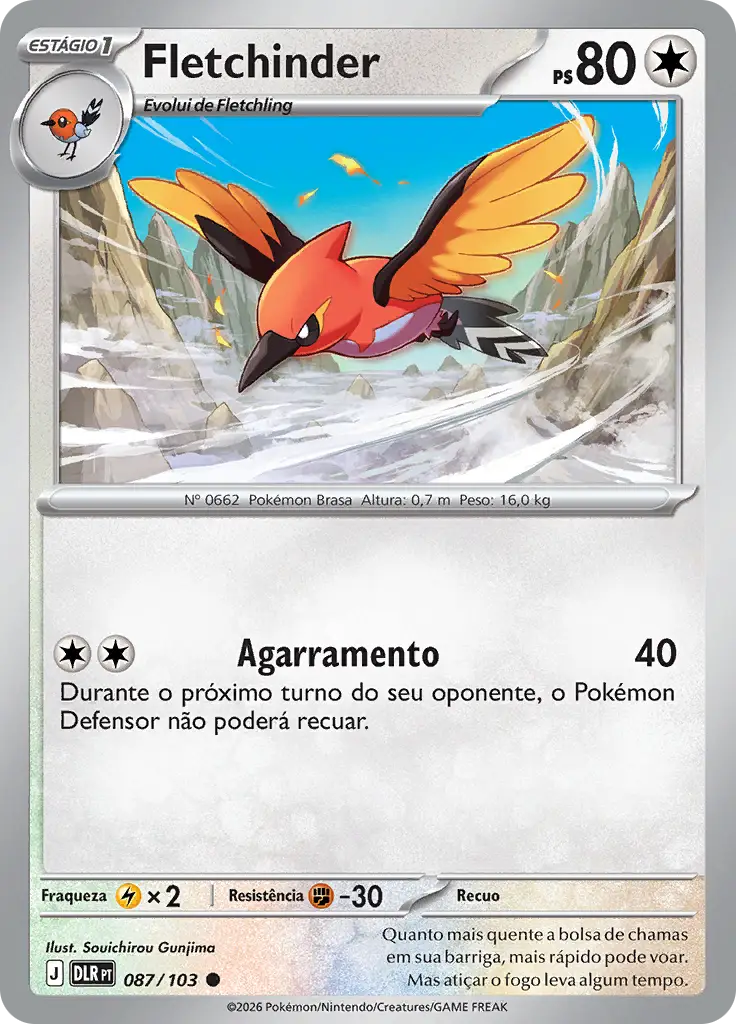 ESTÁGIO 1
Fletchinder
PS 80
Evolui de Fletchling
Nº 0662 Pokémon Brasa Altura: 0,7 m Peso: 16,0 kg
Agarramento 40
Durante o próximo turno do seu oponente, o Pokémon
Defensor não poderá recuar.
Fraqueza ×2 Resistência -30 Recuo
Quanto mais quente a bolsa de chamas
em sua barriga, mais rápido pode voar.
Mas atiçar o fogo leva algum tempo.
Ilust. Souichirou Gunjima
J DLR PT 087/103
©2026 Pokémon/Nintendo/Creatures/GAME FREAK